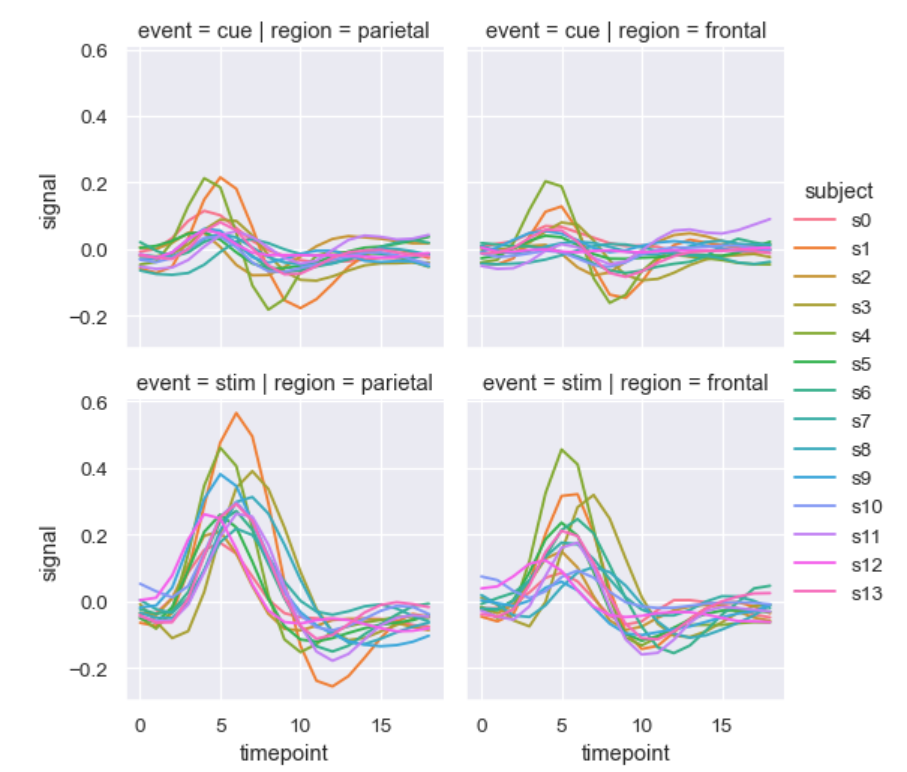 event = cue | region = parietal
event = cue | region = frontal
0.6
0.4
0.2
0.0
−0.2
signal
event = stim | region = parietal
event = stim | region = frontal
0.6
0.4
0.2
0.0
−0.2
signal
0
5
10
15
timepoint
0
5
10
15
timepoint
subject
s0
s1
s2
s3
s4
s5
s6
s7
s8
s9
s10
s11
s12
s13